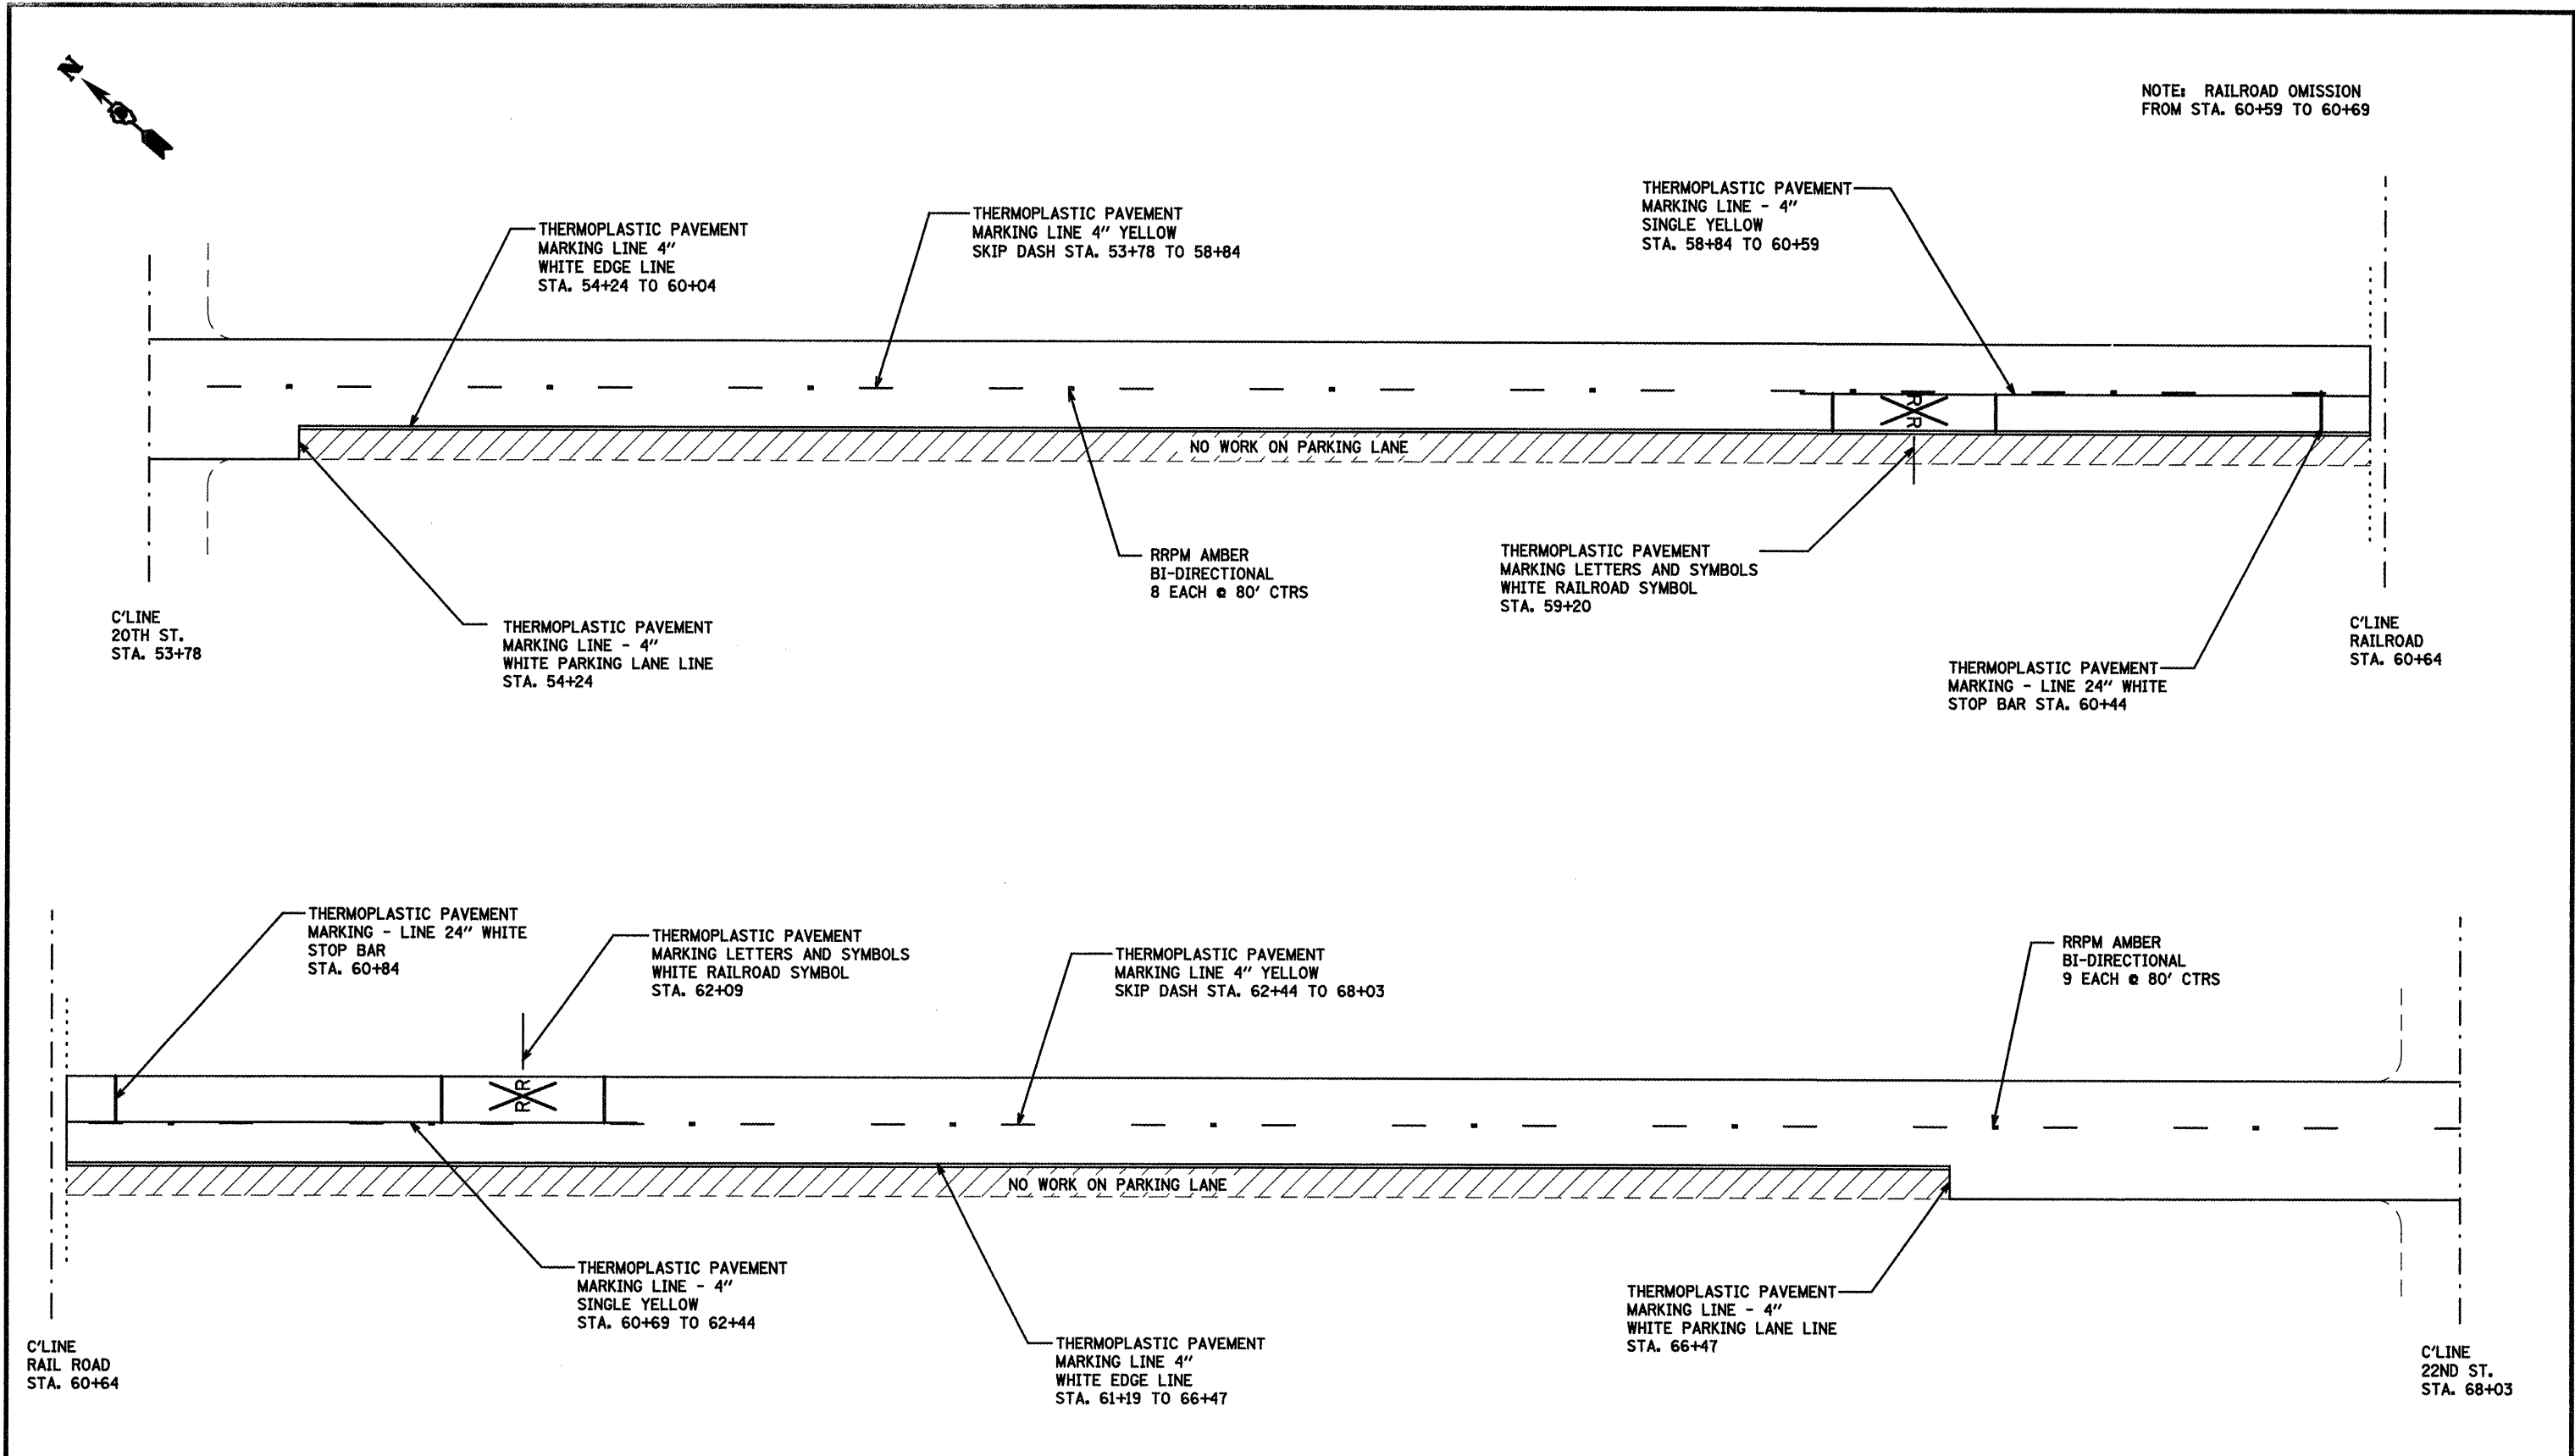 N
NOTE: RAILROAD OMISSION
FROM STA. 60+59 TO 60+69
THERMOPLASTIC PAVEMENT
MARKING LINE 4"
WHITE EDGE LINE
STA. 54+24 TO 60+04
THERMOPLASTIC PAVEMENT
MARKING LINE 4" YELLOW
SKIP DASH STA. 53+78 TO 58+84
THERMOPLASTIC PAVEMENT
MARKING LINE - 4"
SINGLE YELLOW
STA. 58+84 TO 60+59
R R
NO WORK ON PARKING LANE
C'LINE
20TH ST.
STA. 53+78
THERMOPLASTIC PAVEMENT
MARKING LINE - 4"
WHITE PARKING LANE LINE
STA. 54+24
RRPM AMBER
BI-DIRECTIONAL
8 EACH @ 80' CTRS
THERMOPLASTIC PAVEMENT
MARKING LETTERS AND SYMBOLS
WHITE RAILROAD SYMBOL
STA. 59+20
THERMOPLASTIC PAVEMENT
MARKING - LINE 24" WHITE
STOP BAR STA. 60+44
C'LINE
RAILROAD
STA. 60+64
THERMOPLASTIC PAVEMENT
MARKING - LINE 24" WHITE
STOP BAR
STA. 60+84
THERMOPLASTIC PAVEMENT
MARKING LETTERS AND SYMBOLS
WHITE RAILROAD SYMBOL
STA. 62+09
THERMOPLASTIC PAVEMENT
MARKING LINE 4" YELLOW
SKIP DASH STA. 62+44 TO 68+03
RRPM AMBER
BI-DIRECTIONAL
9 EACH @ 80' CTRS
R R
NO WORK ON PARKING LANE
C'LINE
RAIL ROAD
STA. 60+64
THERMOPLASTIC PAVEMENT
MARKING LINE - 4"
SINGLE YELLOW
STA. 60+69 TO 62+44
THERMOPLASTIC PAVEMENT
MARKING LINE 4"
WHITE EDGE LINE
STA. 61+19 TO 66+47
THERMOPLASTIC PAVEMENT
MARKING LINE - 4"
WHITE PARKING LANE LINE
STA. 66+47
C'LINE
22ND ST.
STA. 68+03